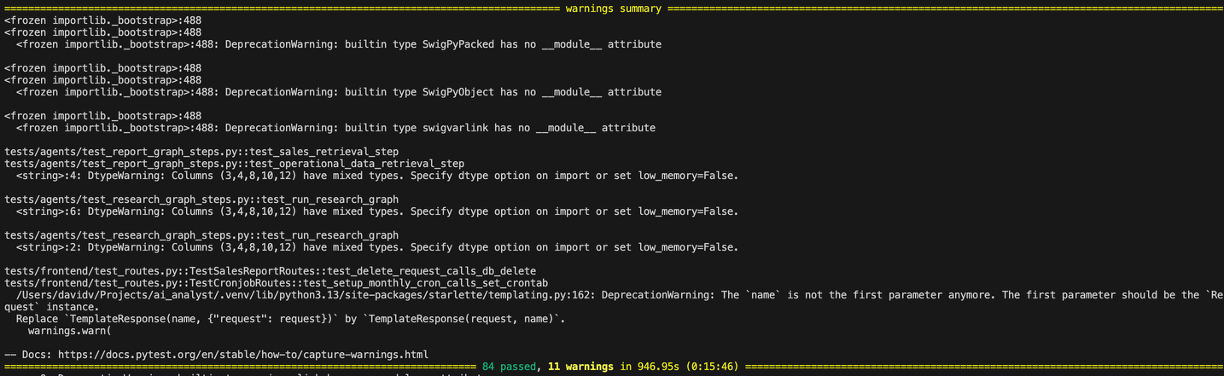 warnings summary
<frozen importlib._bootstrap>:488
<frozen importlib._bootstrap>:488
  <frozen importlib._bootstrap>:488: DeprecationWarning: builtin type SwigPyPacked has no __module__ attribute

<frozen importlib._bootstrap>:488
<frozen importlib._bootstrap>:488
  <frozen importlib._bootstrap>:488: DeprecationWarning: builtin type SwigPyObject has no __module__ attribute

<frozen importlib._bootstrap>:488
  <frozen importlib._bootstrap>:488: DeprecationWarning: builtin type swigvarlink has no __module__ attribute

tests/agents/test_report_graph_steps.py::test_sales_retrieval_step
tests/agents/test_report_graph_steps.py::test_operational_data_retrieval_step
  <string>:4: DtypeWarning: Columns (3,4,8,10,12) have mixed types. Specify dtype option on import or set low_memory=False.

tests/agents/test_research_graph_steps.py::test_run_research_graph
  <string>:6: DtypeWarning: Columns (3,4,8,10,12) have mixed types. Specify dtype option on import or set low_memory=False.

tests/agents/test_research_graph_steps.py::test_run_research_graph
  <string>:2: DtypeWarning: Columns (3,4,8,10,12) have mixed types. Specify dtype option on import or set low_memory=False.

tests/frontend/test_routes.py::TestSalesReportRoutes::test_delete_request_calls_db_delete
tests/frontend/test_routes.py::TestCronjobRoutes::test_setup_monthly_cron_calls_set_crontab
  /Users/davidv/Projects/ai_analyst/.venv/lib/python3.13/site-packages/starlette/templating.py:162: DeprecationWarning: The `name` is not the first parameter anymore. The first parameter should be the `Re
quest` instance.
  Replace `TemplateResponse(name, {"request": request})` by `TemplateResponse(request, name)`.
    warnings.warn(

-- Docs: https://docs.pytest.org/en/stable/how-to/capture-warnings.html
84 passed, 11 warnings in 946.95s (0:15:46)